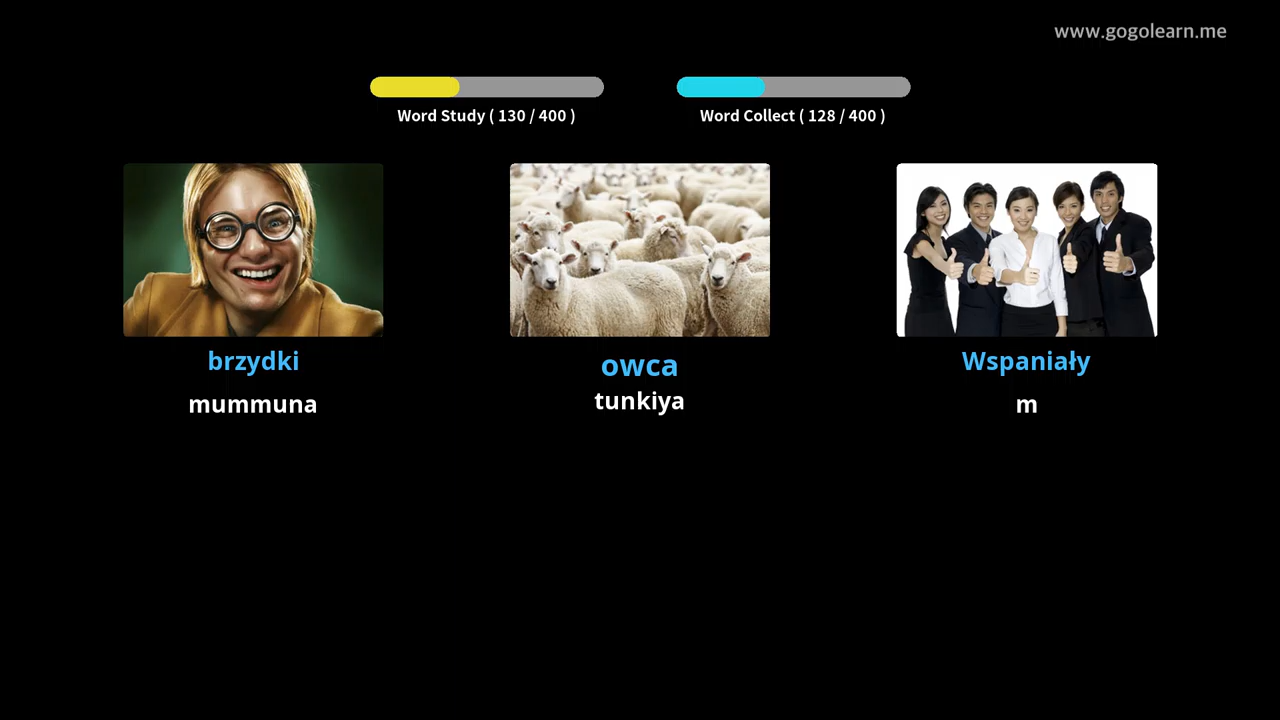 www.gogolearn.me
Word Study ( 130 / 400 )
Word Collect ( 128 / 400 )
brzydki
owca
Wspaniały
mummuna
tunkiya
m